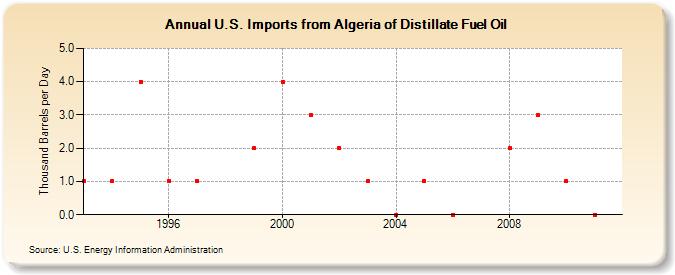 Annual U.S. Imports from Algeria of Distillate Fuel Oil
Thousand Barrels per Day
5.0
4.0
3.0
2.0
1.0
0.0
1996 2000 2004 2008
Source: U.S. Energy Information Administration